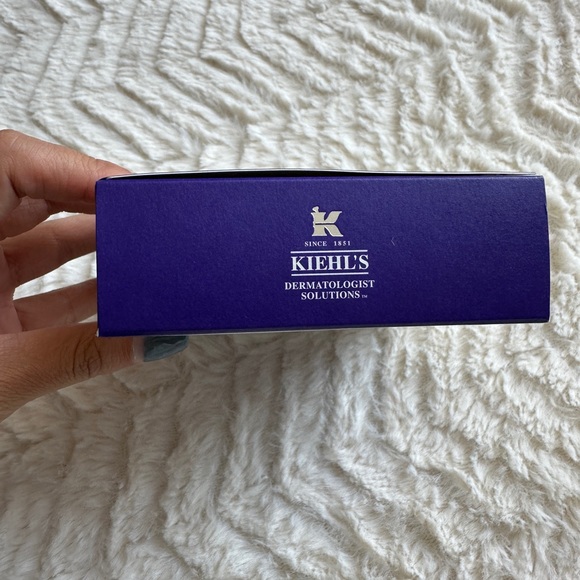 K
SINCE 1851
KIEHL'S
DERMATOLOGIST
SOLUTIONS™